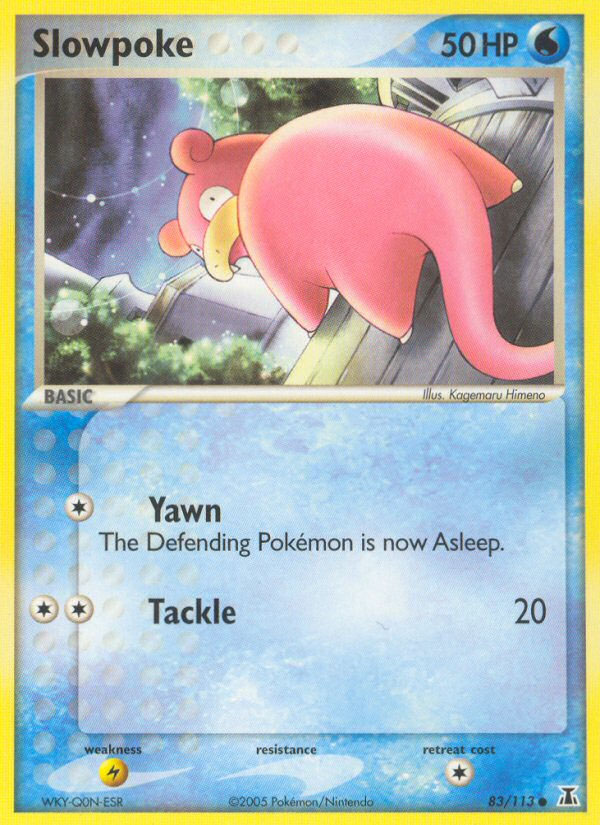 Slowpoke 50 HP
BASIC Illus. Kagemaru Himeno
Yawn
The Defending Pokémon is now Asleep.
Tackle 20
weakness resistance retreat cost
WKY-Q0N-ESR ©2005 Pokémon/Nintendo 83/113